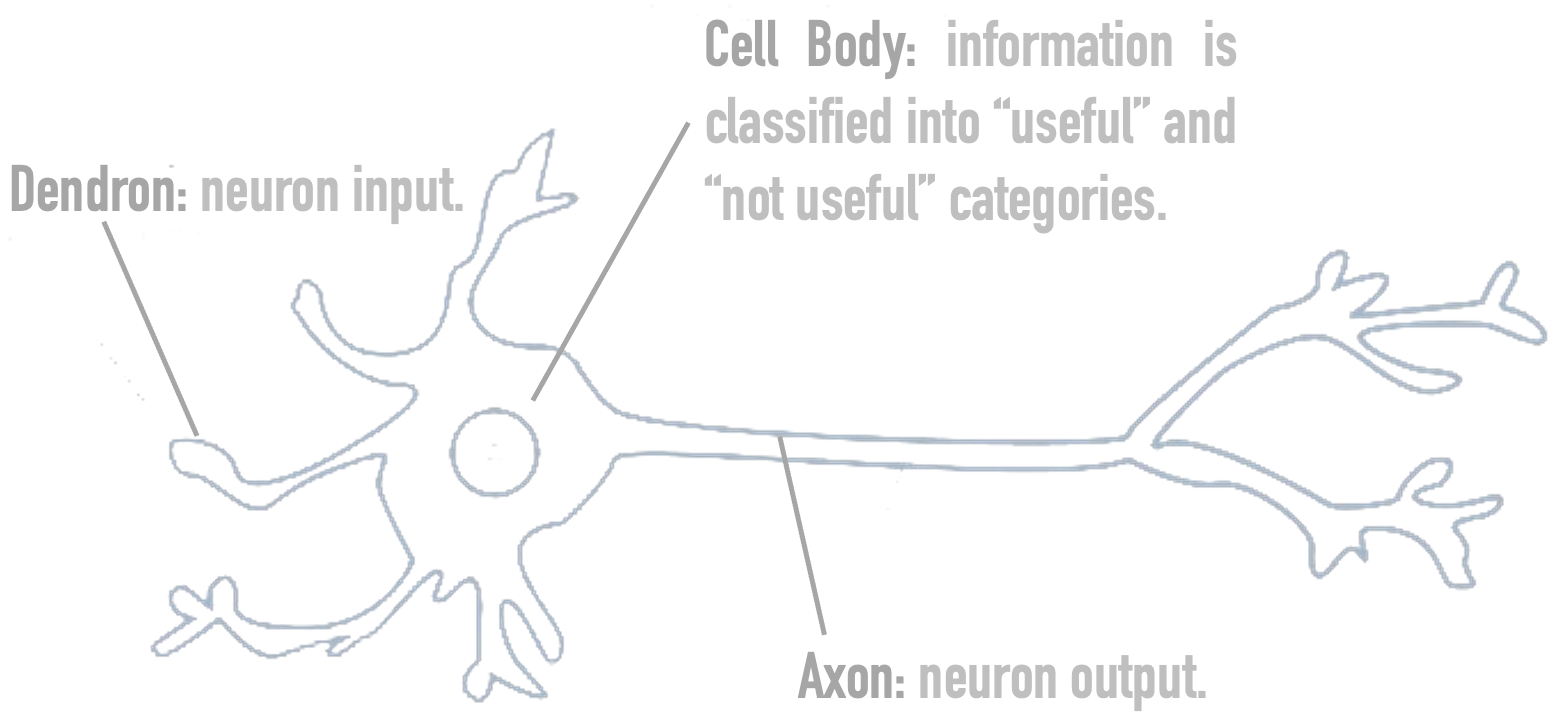 Cell Body: information is
classified into “useful” and
“not useful” categories.
Dendron: neuron input.
Axon: neuron output.